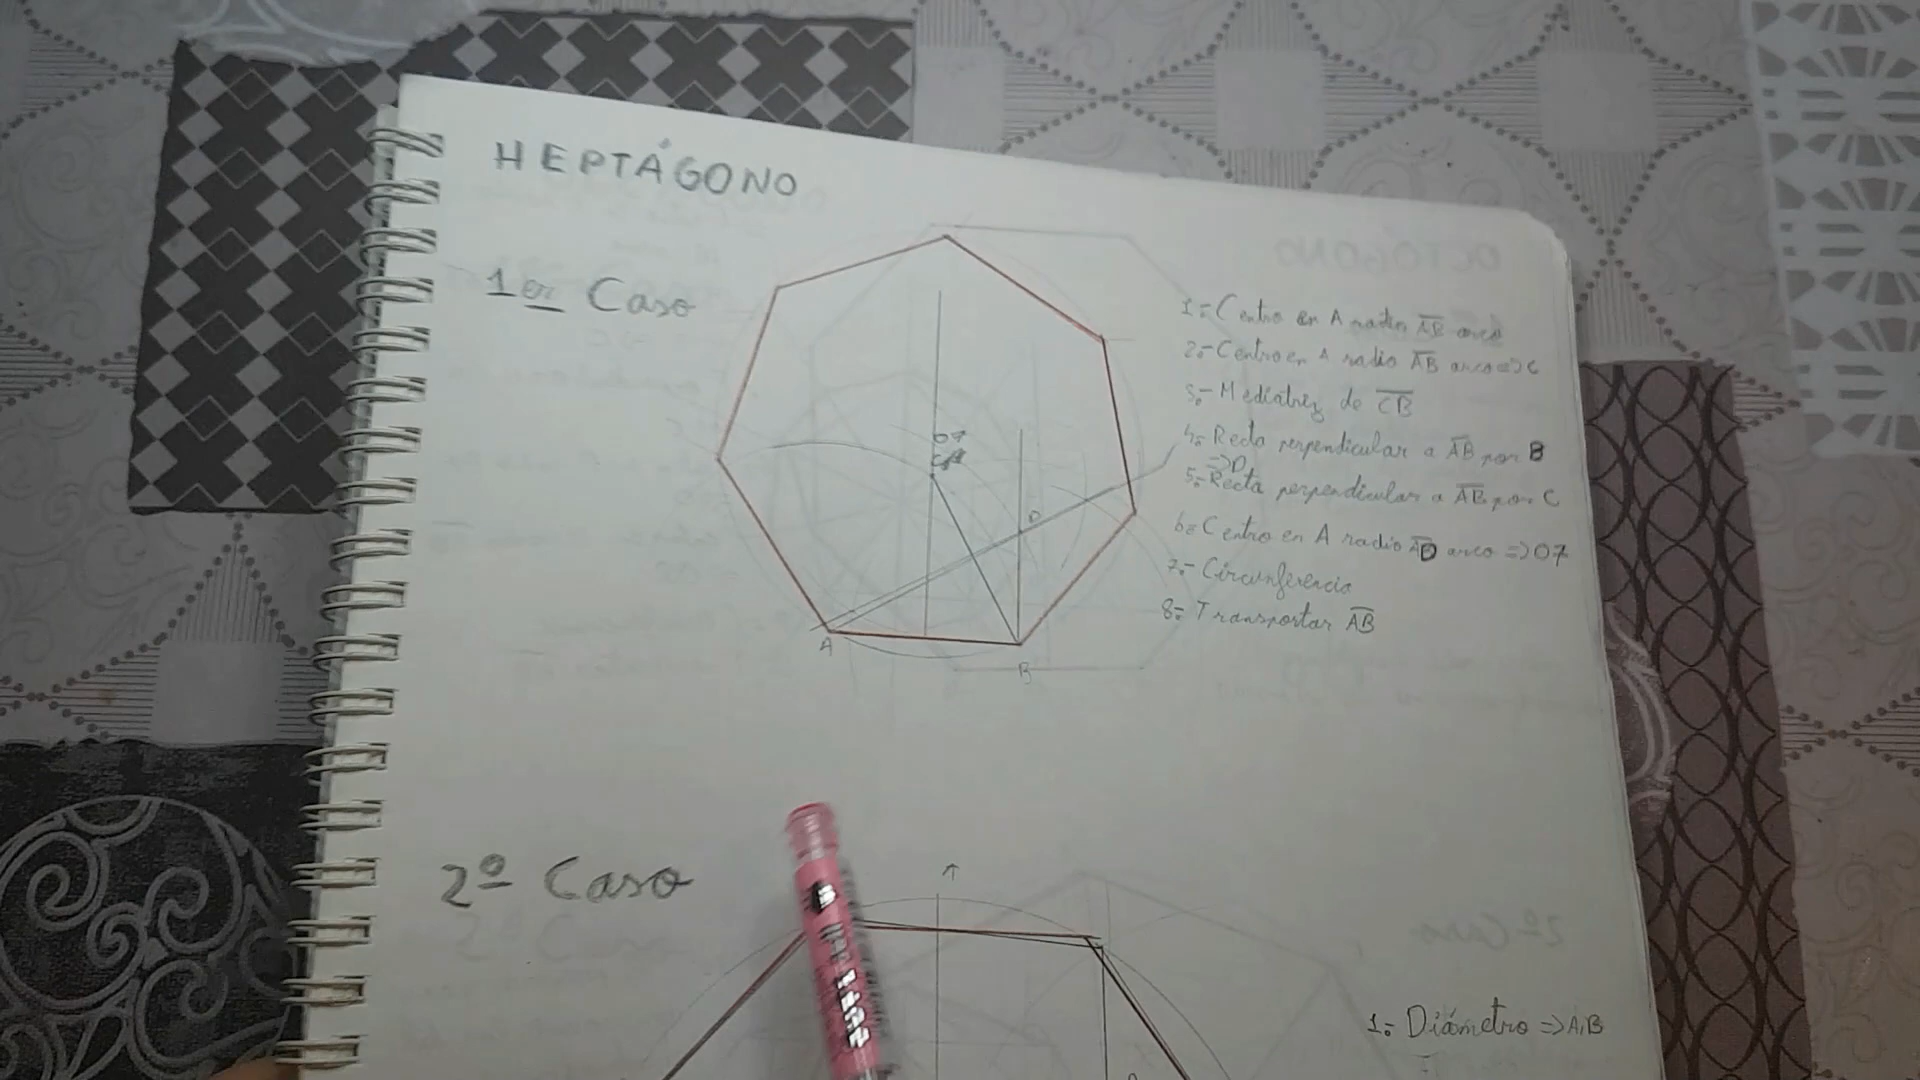 HEPTÁGONO
1er Caso
1.- Centro en A radio AB arco
2.- Centro en A radio AB arco => C
3.- Mediatriz de CB
4.- Recta perpendicular a AB por B
=> D
5.- Recta perpendicular a AB por C
6.- Centro en A radio AD arco => O7
7.- Circunferencia
8.- Transportar AB
O7
D
A
B
2º Caso
1.- Diámetro => A,B